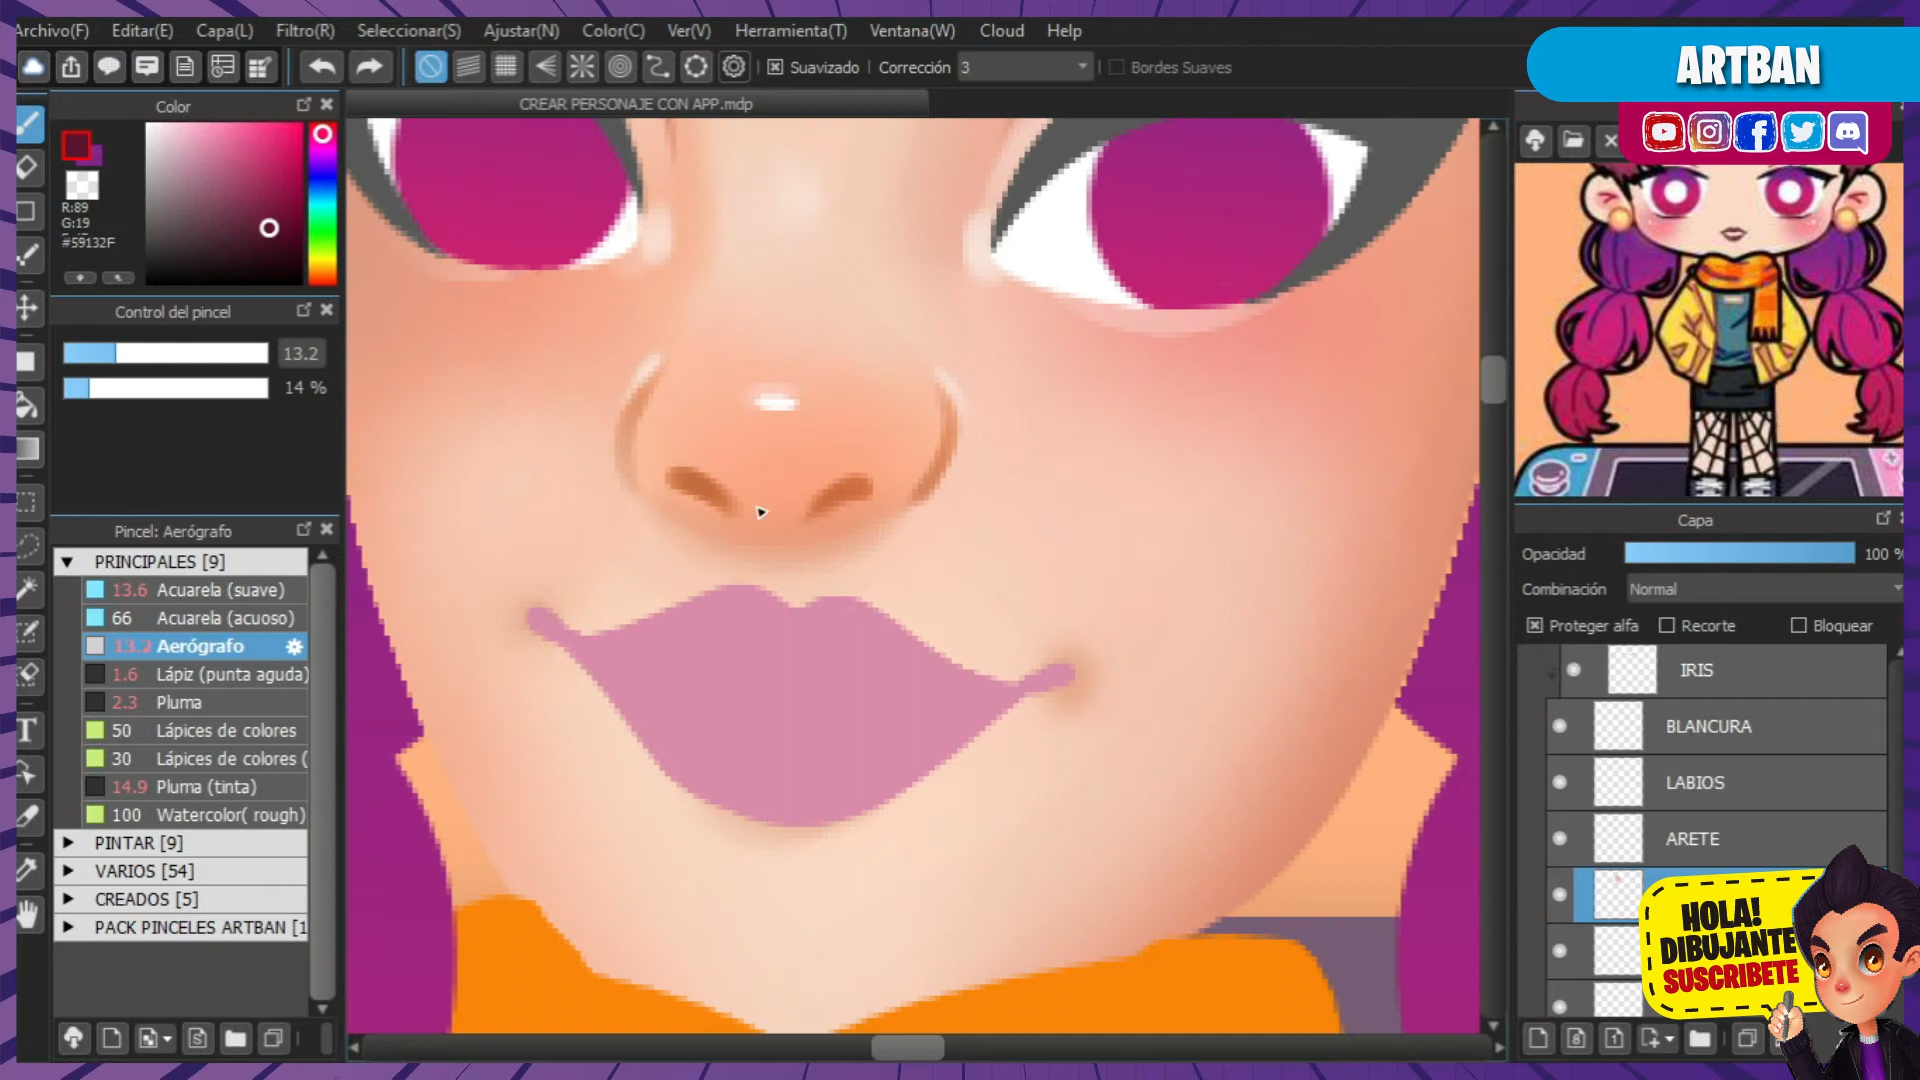 Archivo(F) Editar(E) Capa(L) Filtro(R) Seleccionar(S) Ajustar(N) Color(C) Ver(V) Herramienta(T) Ventana(W) Cloud Help
Suavizado Corrección 3 Bordes Suaves
ARTBAN
Color
CREAR PERSONAJE CON APP.mdp
R:89
G:19
#59132F
Control del pincel
13.2
14 %
Pincel: Aerógrafo
PRINCIPALES [9]
13.6 Acuarela (suave)
66 Acuarela (acuoso)
13.2 Aerógrafo
1.6 Lápiz (punta aguda)
2.3 Pluma
50 Lápices de colores
30 Lápices de colores (
14.9 Pluma (tinta)
100 Watercolor( rough)
PINTAR [9]
VARIOS [54]
CREADOS [5]
PACK PINCELES ARTBAN [1
Capa
Opacidad 100 %
Combinación Normal
Proteger alfa Recorte Bloquear
IRIS
BLANCURA
LABIOS
ARETE
HOLA!
DIBUJANTE
SUSCRIBETE